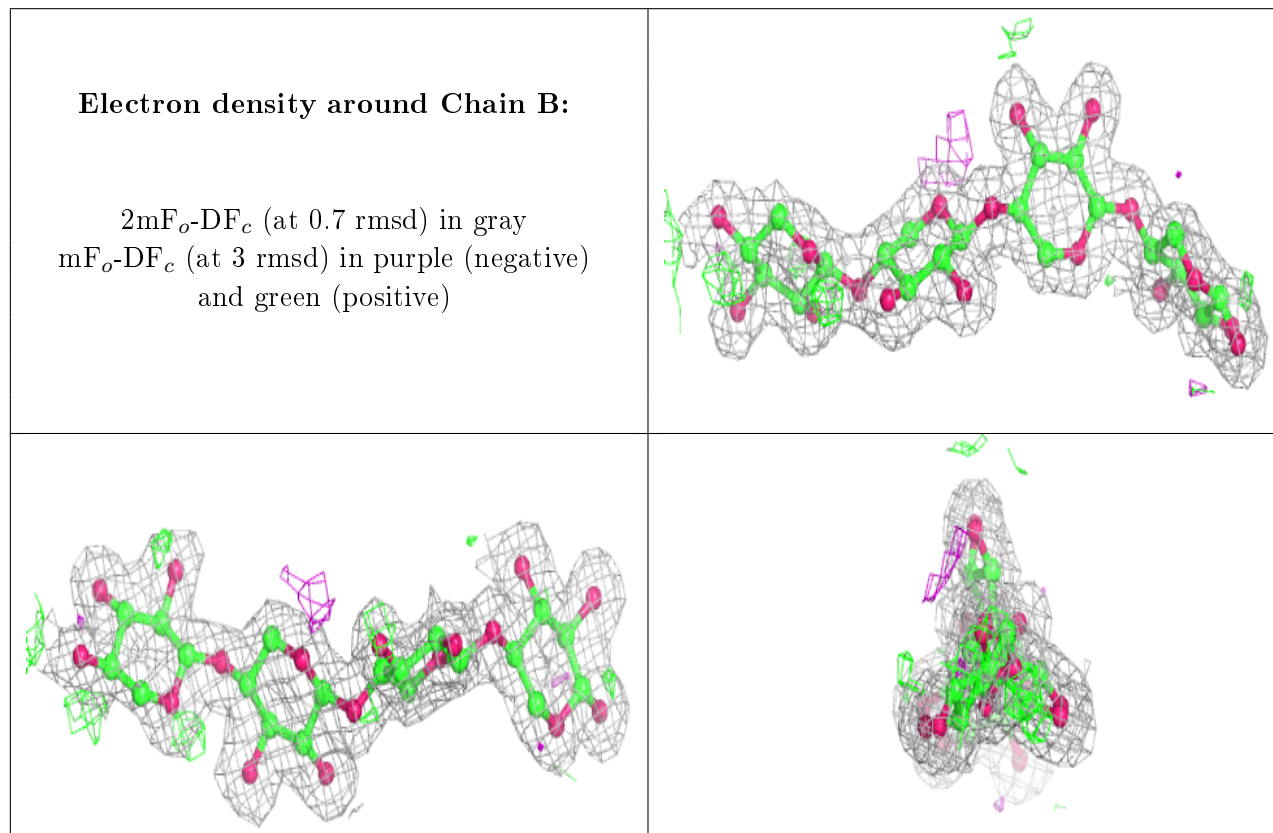 Electron density around Chain B:
2mFₒ-DF𝒸 (at 0.7 rmsd) in gray
mFₒ-DF𝒸 (at 3 rmsd) in purple (negative)
and green (positive)